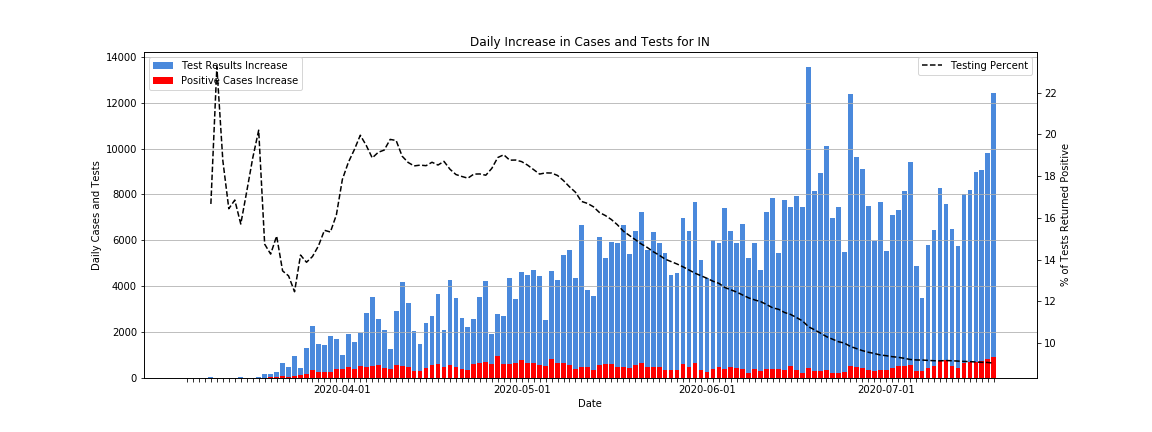 Daily Increase in Cases and Tests for IN
Test Results Increase
Positive Cases Increase
Testing Percent
14000
12000
10000
8000
6000
4000
2000
0
Daily Cases and Tests
22
20
18
16
14
12
10
% of Tests Returned Positive
2020-04-01
2020-05-01
2020-06-01
2020-07-01
Date